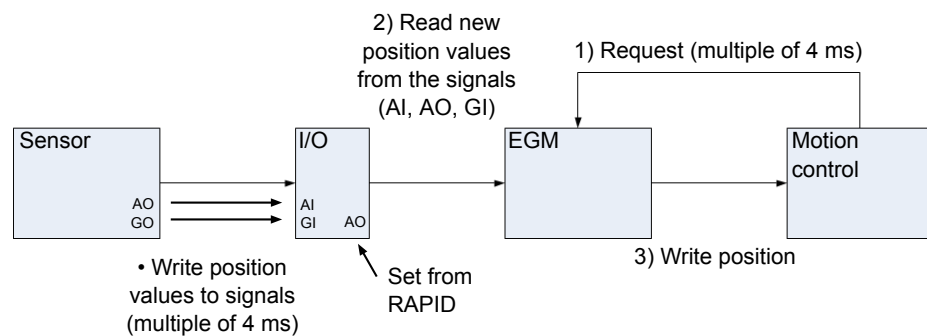 2) Read new
position values
from the signals
(AI, AO, GI)
1) Request (multiple of 4 ms)
Sensor
AO
GO
I/O
AI
GI
AO
EGM
Motion
control
• Write position
values to signals
(multiple of 4 ms)
Set from
RAPID
3) Write position